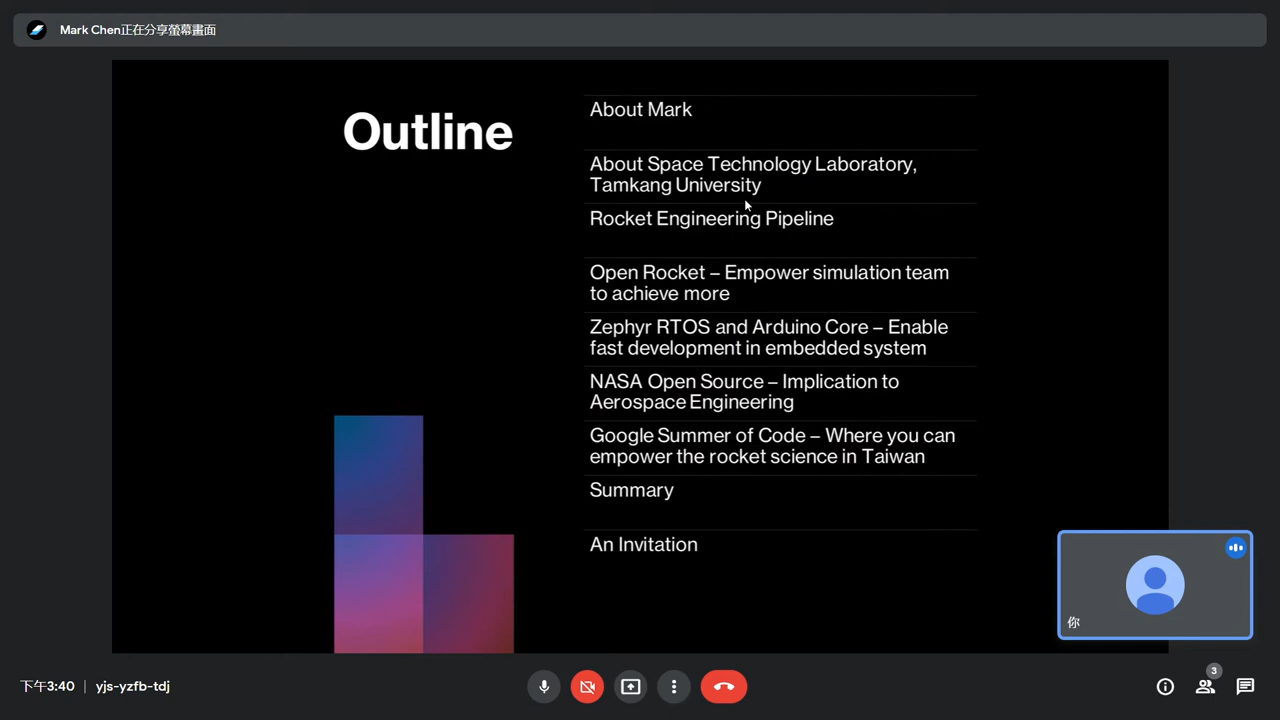 Mark Chen正在分享螢幕畫面
Outline
About Mark
About Space Technology Laboratory,
Tamkang University
Rocket Engineering Pipeline
Open Rocket – Empower simulation team
to achieve more
Zephyr RTOS and Arduino Core – Enable
fast development in embedded system
NASA Open Source – Implication to
Aerospace Engineering
Google Summer of Code – Where you can
empower the rocket science in Taiwan
Summary
An Invitation
你
下午3:40 | yjs-yzfb-tdj
3